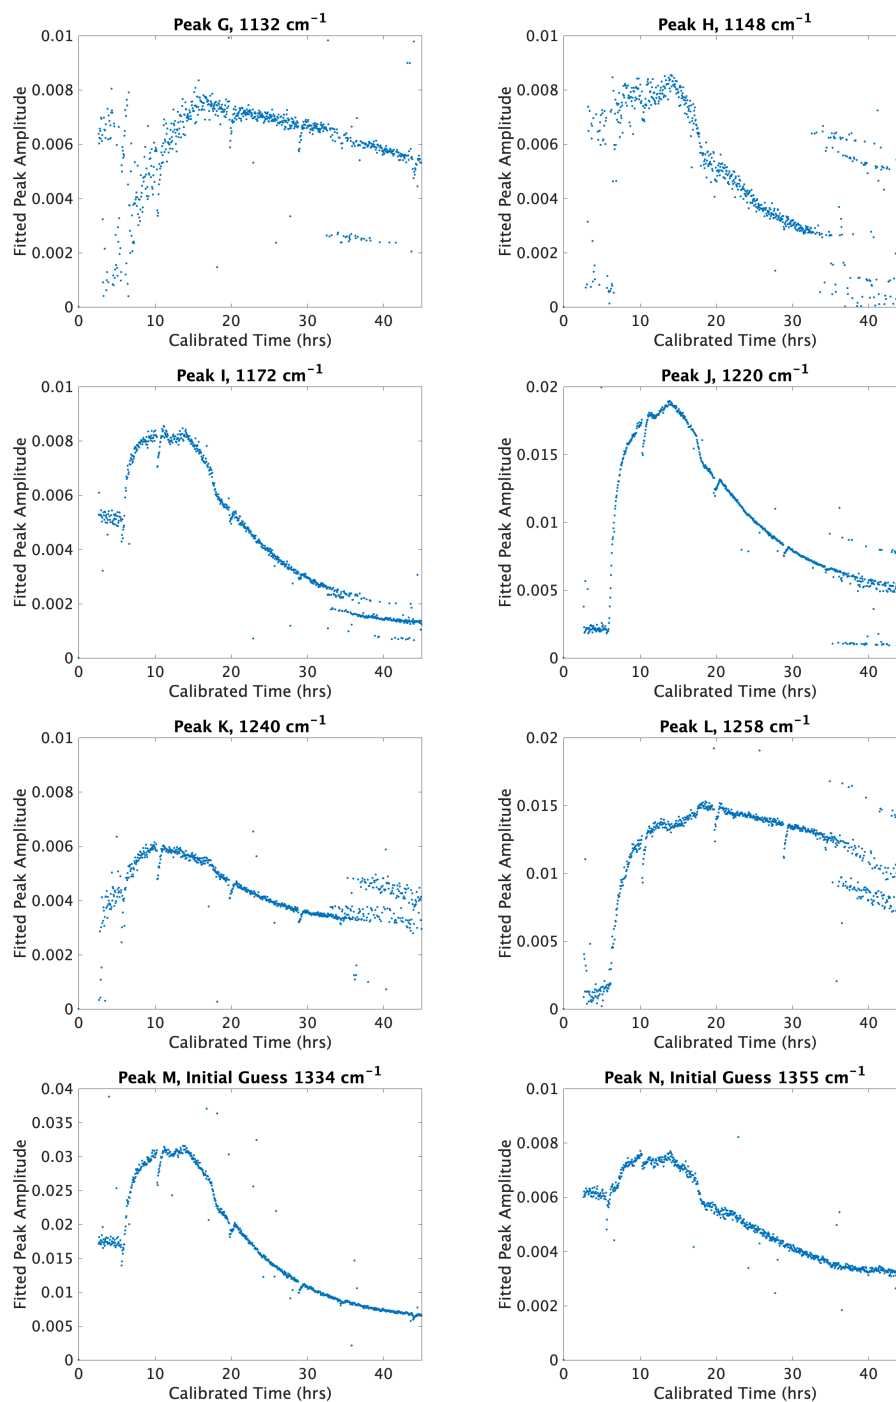 Peak G, 1132 cm⁻¹
Fitted Peak Amplitude
0.01
0.008
0.006
0.004
0.002
0
0 10 20 30 40
Calibrated Time (hrs)
Peak H, 1148 cm⁻¹
Fitted Peak Amplitude
0.01
0.008
0.006
0.004
0.002
0
0 10 20 30 40
Calibrated Time (hrs)
Peak I, 1172 cm⁻¹
Fitted Peak Amplitude
0.01
0.008
0.006
0.004
0.002
0
0 10 20 30 40
Calibrated Time (hrs)
Peak J, 1220 cm⁻¹
Fitted Peak Amplitude
0.02
0.015
0.01
0.005
0
0 10 20 30 40
Calibrated Time (hrs)
Peak K, 1240 cm⁻¹
Fitted Peak Amplitude
0.01
0.008
0.006
0.004
0.002
0
0 10 20 30 40
Calibrated Time (hrs)
Peak L, 1258 cm⁻¹
Fitted Peak Amplitude
0.02
0.015
0.01
0.005
0
0 10 20 30 40
Calibrated Time (hrs)
Peak M, Initial Guess 1334 cm⁻¹
Fitted Peak Amplitude
0.04
0.035
0.03
0.025
0.02
0.015
0.01
0.005
0
0 10 20 30 40
Calibrated Time (hrs)
Peak N, Initial Guess 1355 cm⁻¹
Fitted Peak Amplitude
0.01
0.008
0.006
0.004
0.002
0
0 10 20 30 40
Calibrated Time (hrs)